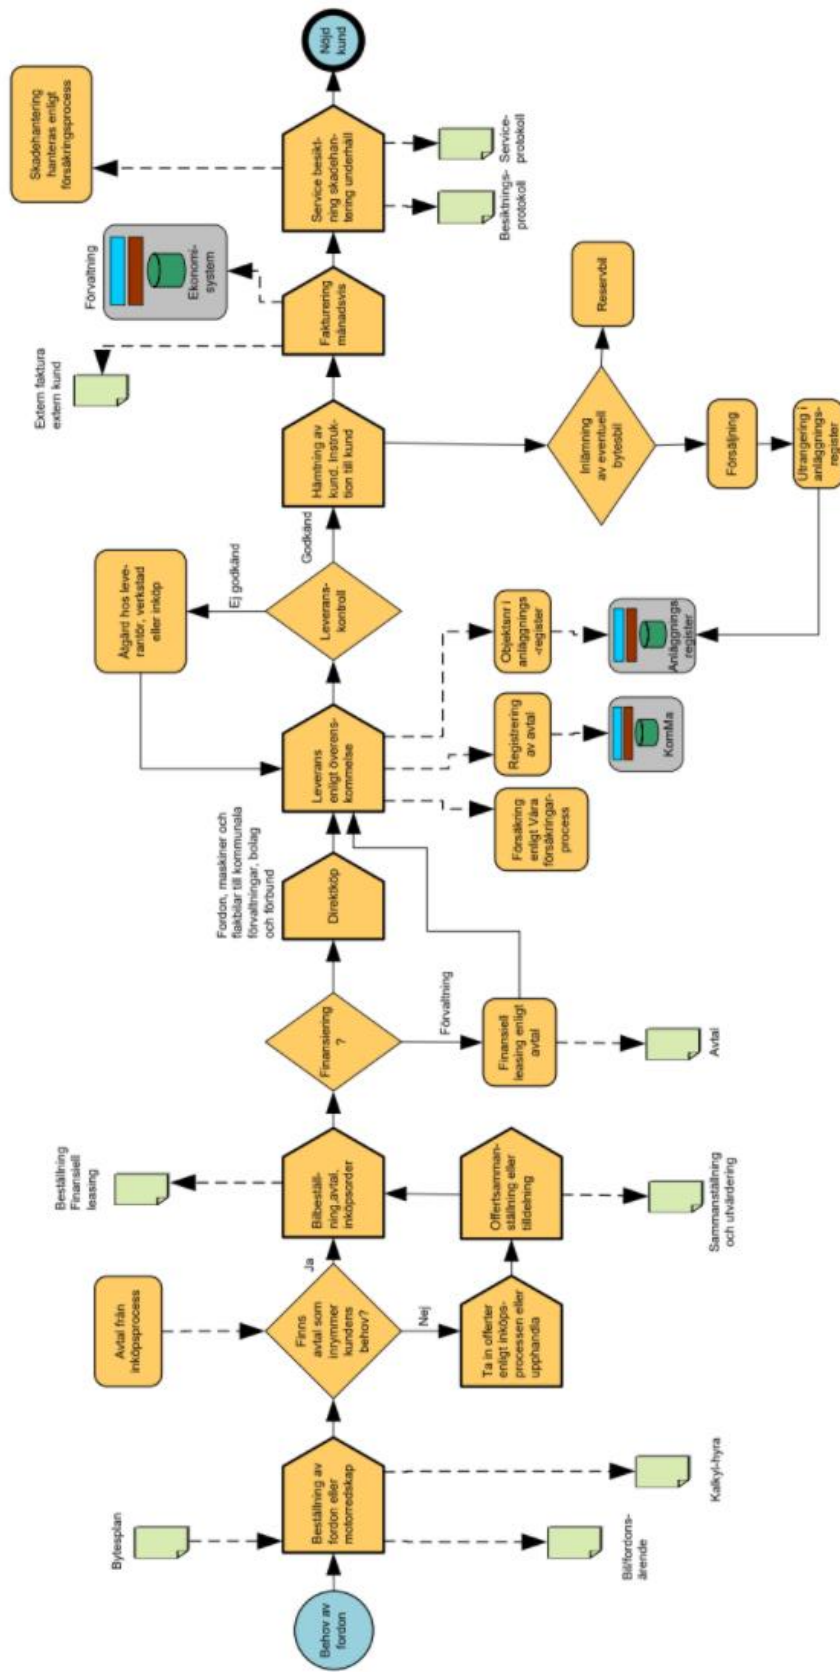 Behov av
fordon
Bytesplan
Beställning av
fordon eller
motorredskap
Bil/fordons-
ärende
Kalkyl-hyra
Avtal från
inköpsprocess
Finns
avtal som
inrymmer
kundens
behov?
Ja
Nej
Ta in offerter
enligt inköps-
processen eller
upphandla
Offertsamman-
ställning eller
tilldelning
Sammanställning
och utvärdering
Beställning
Finansiell
leasing
Bilbeställ-
ning,avtal,
inköpsorder
Finansiering
?
Förvaltning
Finansiell
leasing enligt
avtal
Avtal
Fordon, maskiner och
flakbilar till kommunala
förvaltningar, bolag
och förbund
Direktköp
Leverans
enligt överens-
kommelse
Försäkring
enligt Våra
försäkringar-
process
Registrering
av avtal
KomMa
Objektsnr i
anläggnings
-register
Anläggnings
register
Åtgärd hos leve-
rantör, verkstad
eller inköp
Ej godkänd
Leverans-
kontroll
Godkänd
Hämtning av
kund. Instruk-
tion till kund
Inlämning
av eventuell
bytesbil
Reservbil
Försäljning
Utrangering i
anläggnings-
register
Extern faktura
extern kund
Förvaltning
Ekonomi-
system
Fakturering
månadsvis
Skadehantering
hanteras enligt
försäkringsprocess
Service besikt-
ning skadehan-
tering underhåll
Besiktnings-
protokoll
Service-
protokoll
Nöjd
kund